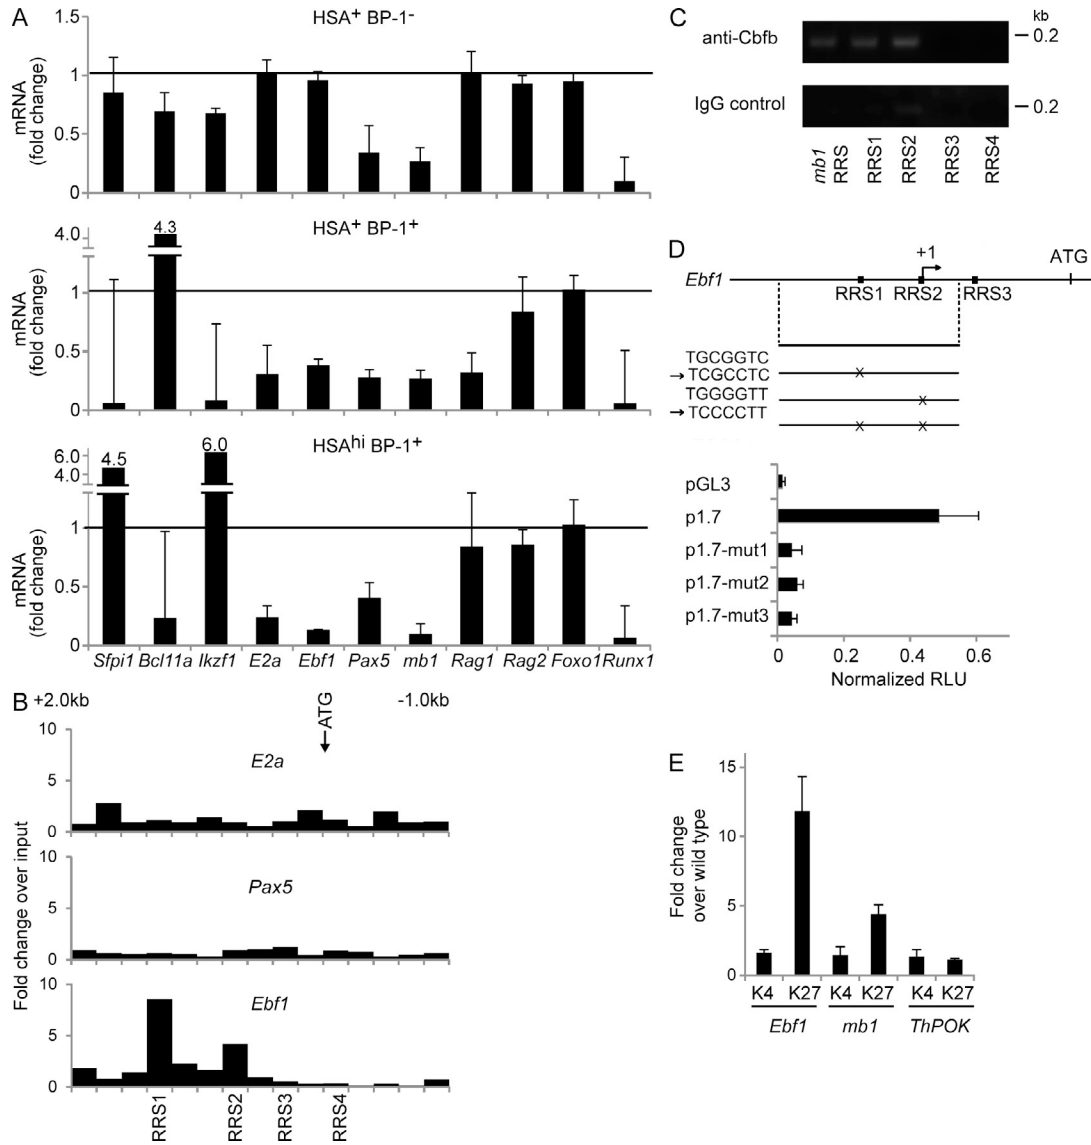 A
HSA+ BP-1-
1.5
1
0.5
0
mRNA
(fold change)
HSA+ BP-1+
4.3
4.0
1
0.5
0
mRNA
(fold change)
HSAhi BP-1+
4.5
6.0
6.0
4.0
1
0.5
0
mRNA
(fold change)
Sfpi1 Bcl11a Ikzf1 E2a Ebf1 Pax5 mb1 Rag1 Rag2 Foxo1 Runx1
B
+2.0kb
ATG
-1.0kb
10
5
0
E2a
10
5
0
Pax5
10
5
0
Ebf1
Fold change over input
RRS1 RRS2 RRS3 RRS4
C
kb
anti-Cbfb
0.2
IgG control
0.2
mb1
RRS
RRS1
RRS2
RRS3
RRS4
D
+1
ATG
Ebf1
RRS1 RRS2 RRS3
TGCGGTC
→TCGCCTC
x
TGGGGTT
x
→TCCCCTT
x x
pGL3
p1.7
p1.7-mut1
p1.7-mut2
p1.7-mut3
0 0.2 0.4 0.6
Normalized RLU
E
15
10
5
0
Fold change
over wild type
K4 K27 K4 K27 K4 K27
Ebf1 mb1 ThPOK